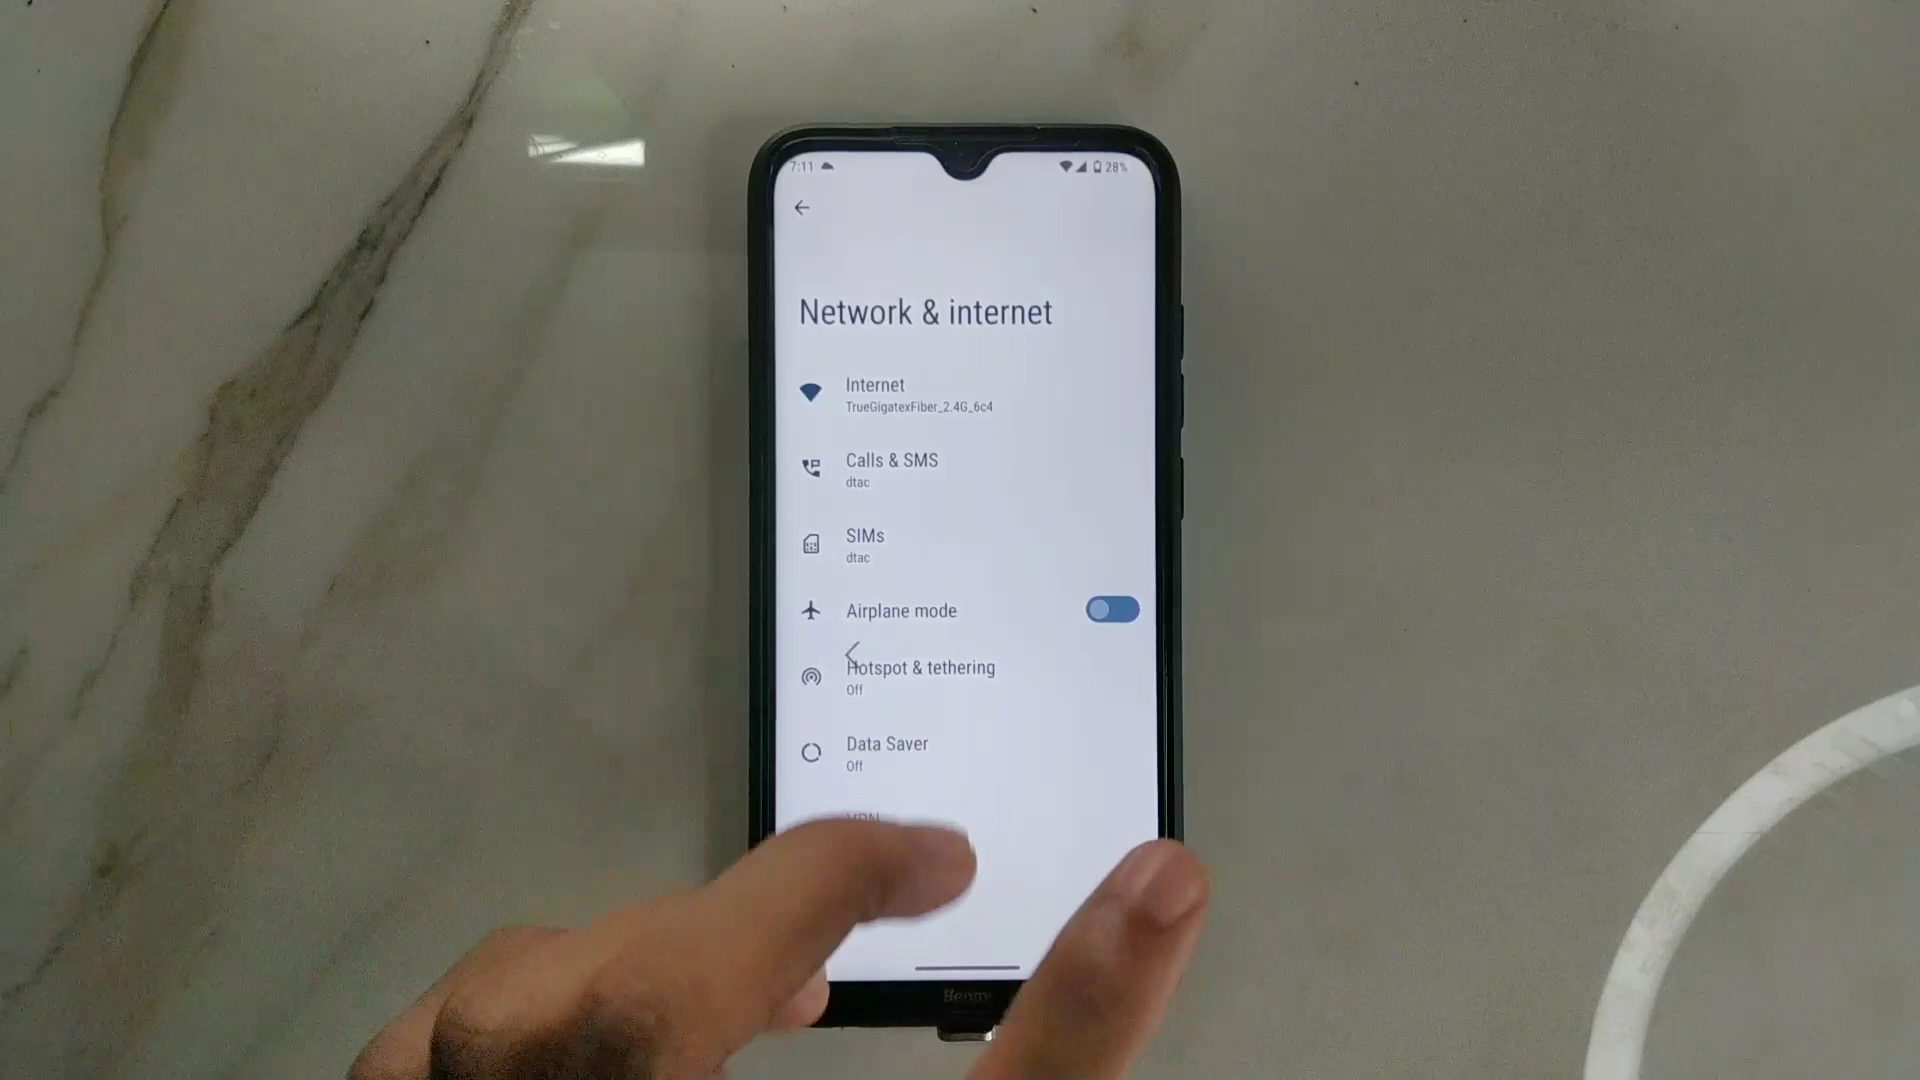 7:11
28%
Network & internet
Internet
TrueGigatexFiber_2.4G_6c4
Calls & SMS
dtac
SIMs
dtac
Airplane mode
Hotspot & tethering
Off
Data Saver
Off
VPN